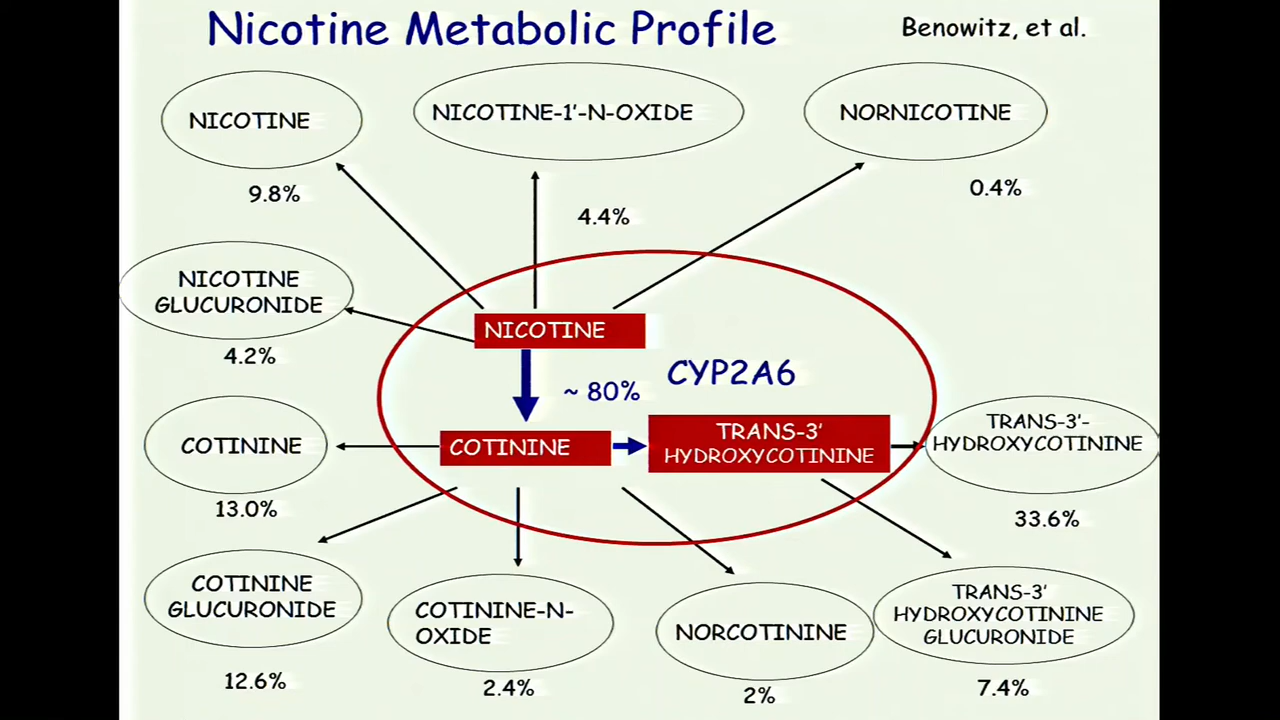 Nicotine Metabolic Profile
Benowitz, et al.
NICOTINE
NICOTINE-1'-N-OXIDE
NORNICOTINE
9.8%
4.4%
0.4%
NICOTINE
GLUCURONIDE
4.2%
NICOTINE
~ 80%
CYP2A6
COTININE
13.0%
COTININE
TRANS-3'
HYDROXYCOTININE
TRANS-3'-
HYDROXYCOTININE
33.6%
COTININE
GLUCURONIDE
12.6%
COTININE-N-
OXIDE
2.4%
NORCOTININE
2%
TRANS-3'
HYDROXYCOTININE
GLUCURONIDE
7.4%